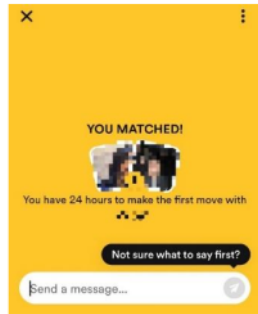 YOU MATCHED!
You have 24 hours to make the first move with
Not sure what to say first?
Send a message...